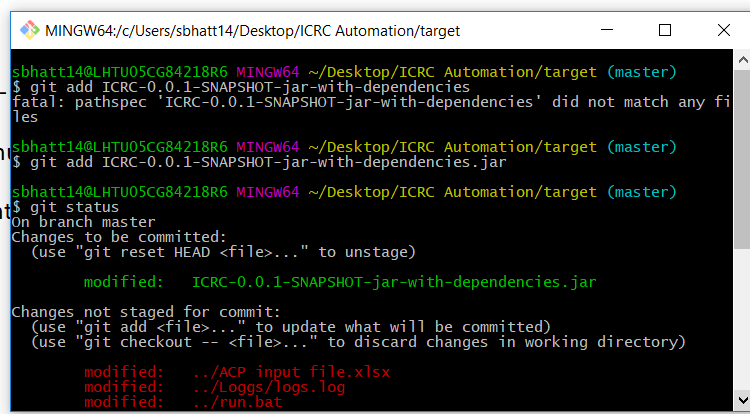 MINGW64:/c/Users/sbhatt14/Desktop/ICRC Automation/target
sbhatt14@LHTU05CG84218R6 MINGW64 ~/Desktop/ICRC Automation/target (master)
$ git add ICRC-0.0.1-SNAPSHOT-jar-with-dependencies
fatal: pathspec 'ICRC-0.0.1-SNAPSHOT-jar-with-dependencies' did not match any fi
les
sbhatt14@LHTU05CG84218R6 MINGW64 ~/Desktop/ICRC Automation/target (master)
$ git add ICRC-0.0.1-SNAPSHOT-jar-with-dependencies.jar
sbhatt14@LHTU05CG84218R6 MINGW64 ~/Desktop/ICRC Automation/target (master)
$ git status
On branch master
Changes to be committed:
  (use "git reset HEAD <file>..." to unstage)
        modified:   ICRC-0.0.1-SNAPSHOT-jar-with-dependencies.jar
Changes not staged for commit:
  (use "git add <file>..." to update what will be committed)
  (use "git checkout -- <file>..." to discard changes in working directory)
        modified:   ../ACP input file.xlsx
        modified:   ../Loggs/logs.log
        modified:   ../run.bat